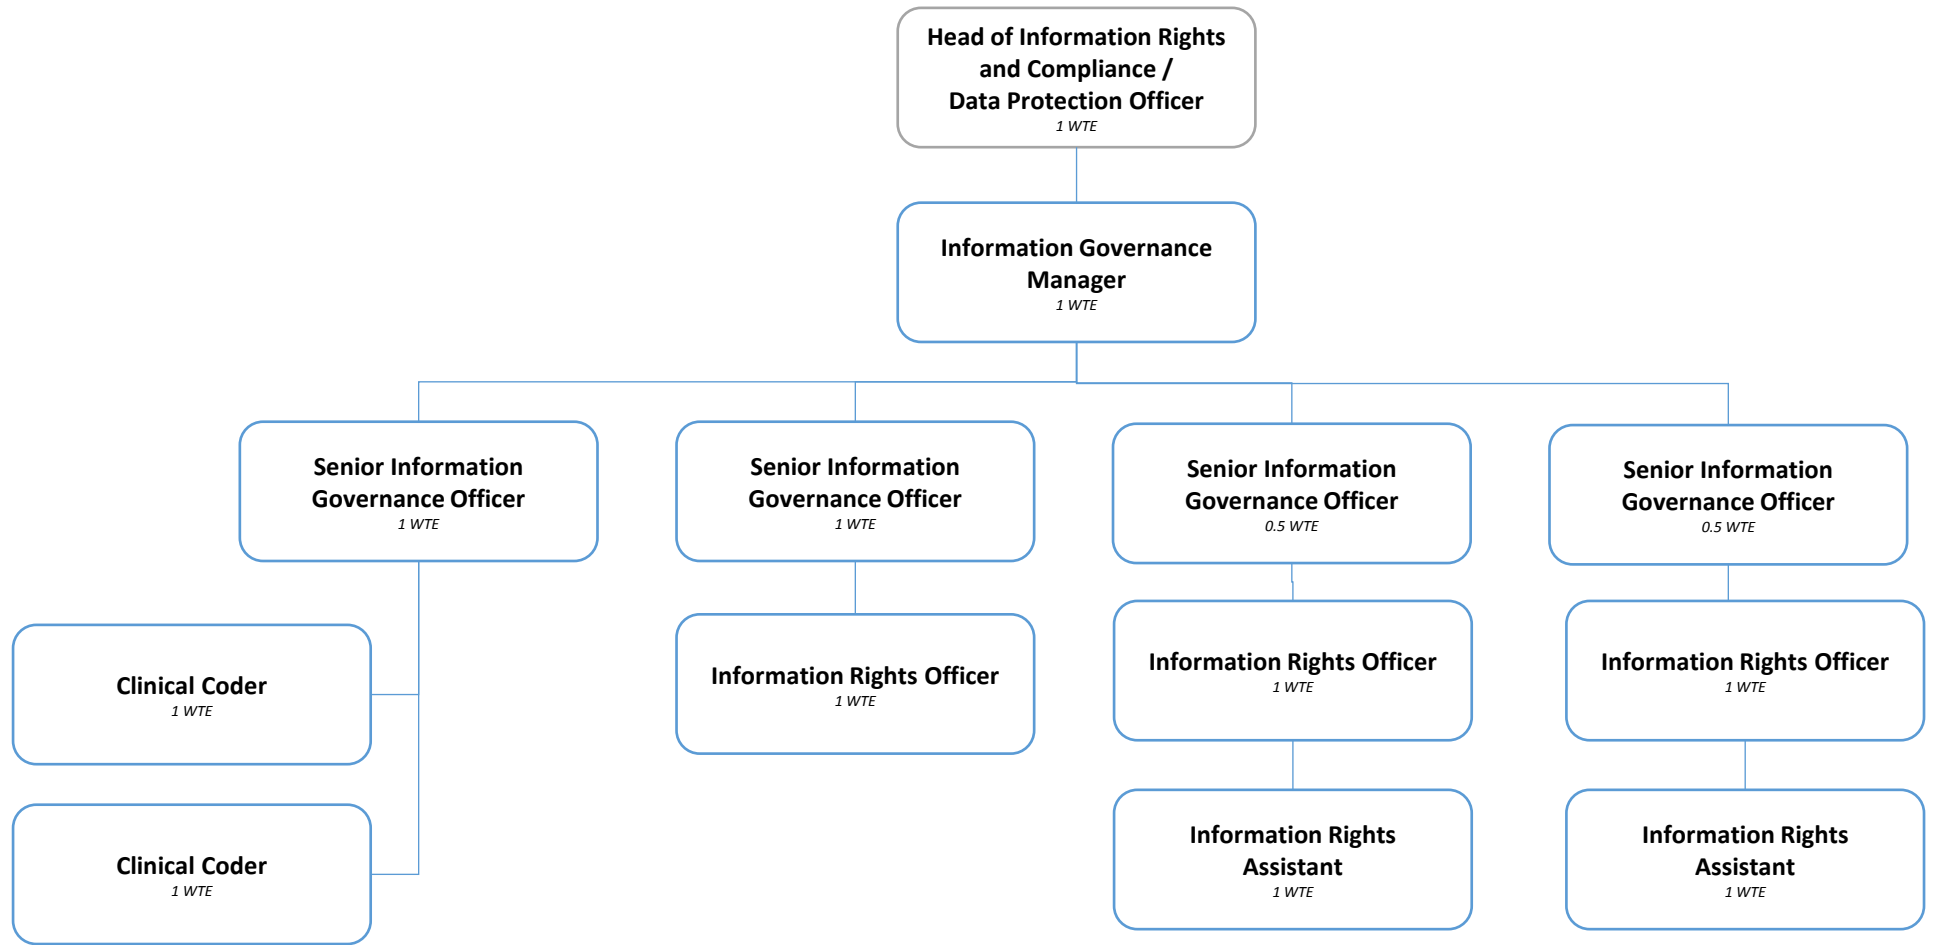 Head of Information Rights
and Compliance /
Data Protection Officer
1 WTE
Information Governance
Manager
1 WTE
Senior Information
Governance Officer
1 WTE
Senior Information
Governance Officer
1 WTE
Senior Information
Governance Officer
0.5 WTE
Senior Information
Governance Officer
0.5 WTE
Clinical Coder
1 WTE
Information Rights Officer
1 WTE
Information Rights Officer
1 WTE
Information Rights Officer
1 WTE
Clinical Coder
1 WTE
Information Rights
Assistant
1 WTE
Information Rights
Assistant
1 WTE